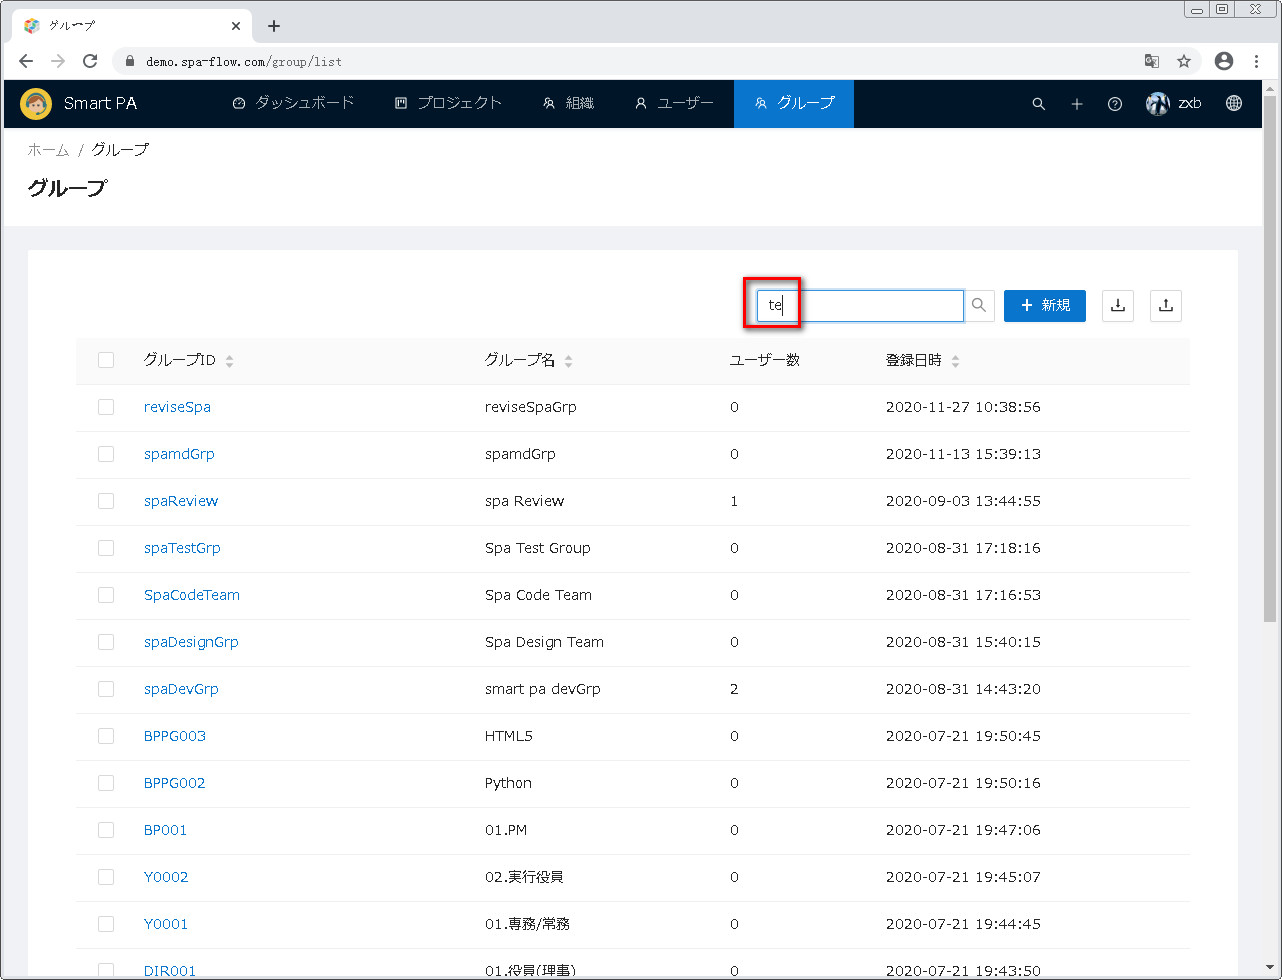 グループ
demo.spa-flow.com/group/list
Smart PA ダッシュボード プロジェクト 組織 ユーザー グループ zxb
ホーム / グループ
グループ
te 新規
グループID グループ名 ユーザー数 登録日時
reviseSpa reviseSpaGrp 0 2020-11-27 10:38:56
spamdGrp spamdGrp 0 2020-11-13 15:39:13
spaReview spa Review 1 2020-09-03 13:44:55
spaTestGrp Spa Test Group 0 2020-08-31 17:18:16
SpaCodeTeam Spa Code Team 0 2020-08-31 17:16:53
spaDesignGrp Spa Design Team 0 2020-08-31 15:40:15
spaDevGrp smart pa devGrp 2 2020-08-31 14:43:20
BPPG003 HTML5 0 2020-07-21 19:50:45
BPPG002 Python 0 2020-07-21 19:50:16
BP001 01.PM 0 2020-07-21 19:47:06
Y0002 02.実行役員 0 2020-07-21 19:45:07
Y0001 01.専務/常務 0 2020-07-21 19:44:45
DIR001 01.役員(理事) 0 2020-07-21 19:43:50